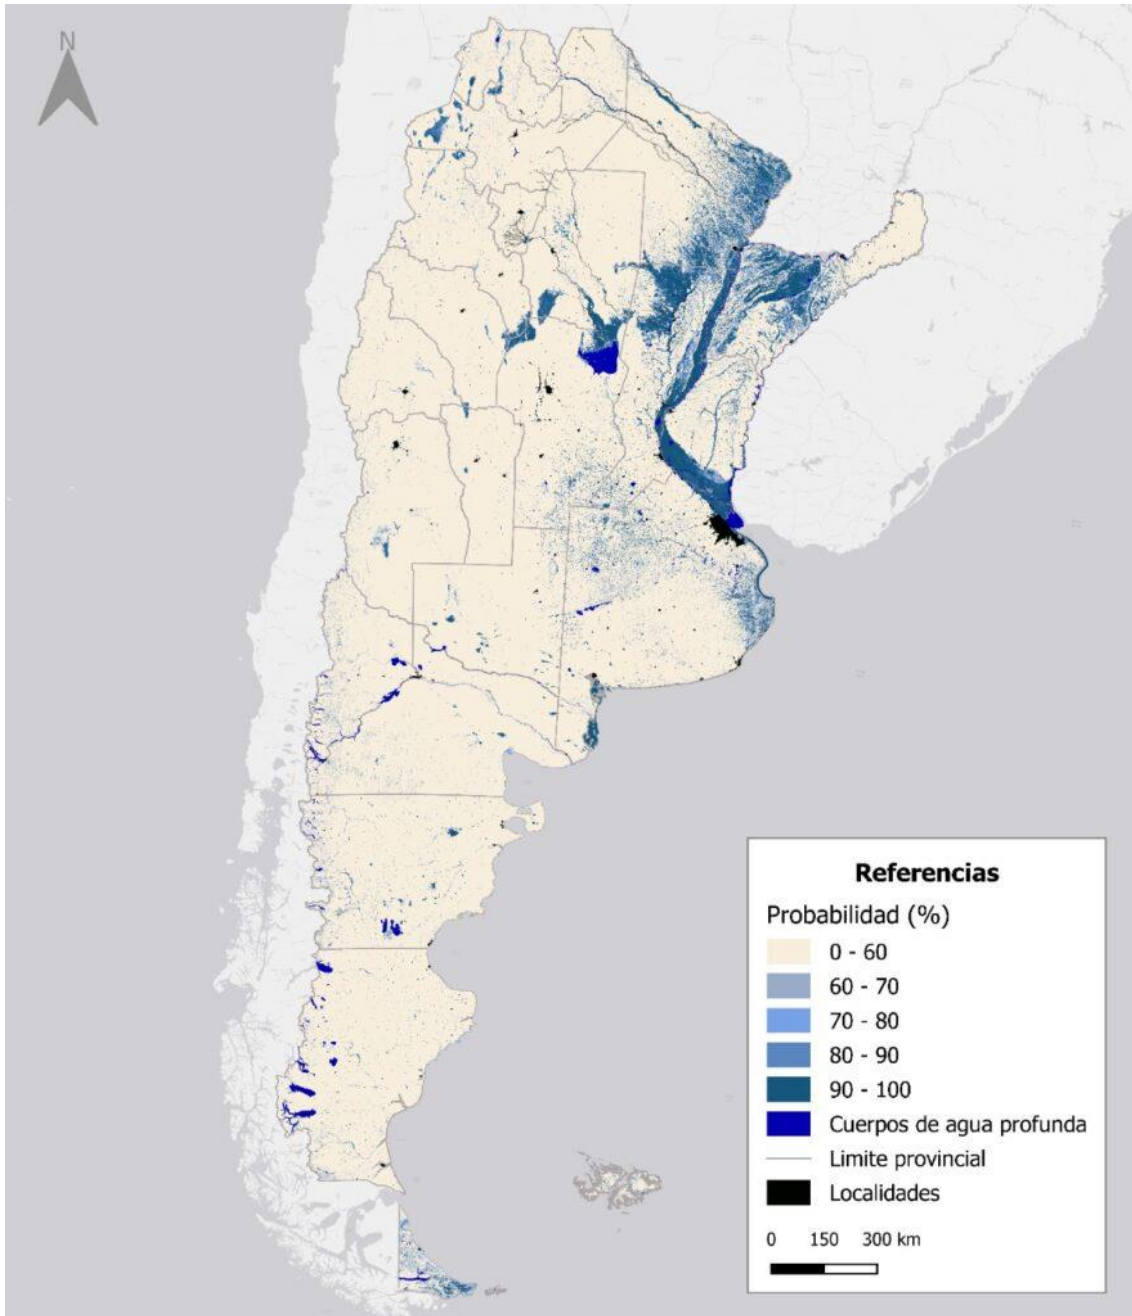 N
Referencias
Probabilidad (%)
0 - 60
60 - 70
70 - 80
80 - 90
90 - 100
Cuerpos de agua profunda
Limite provincial
Localidades
0 150 300 km